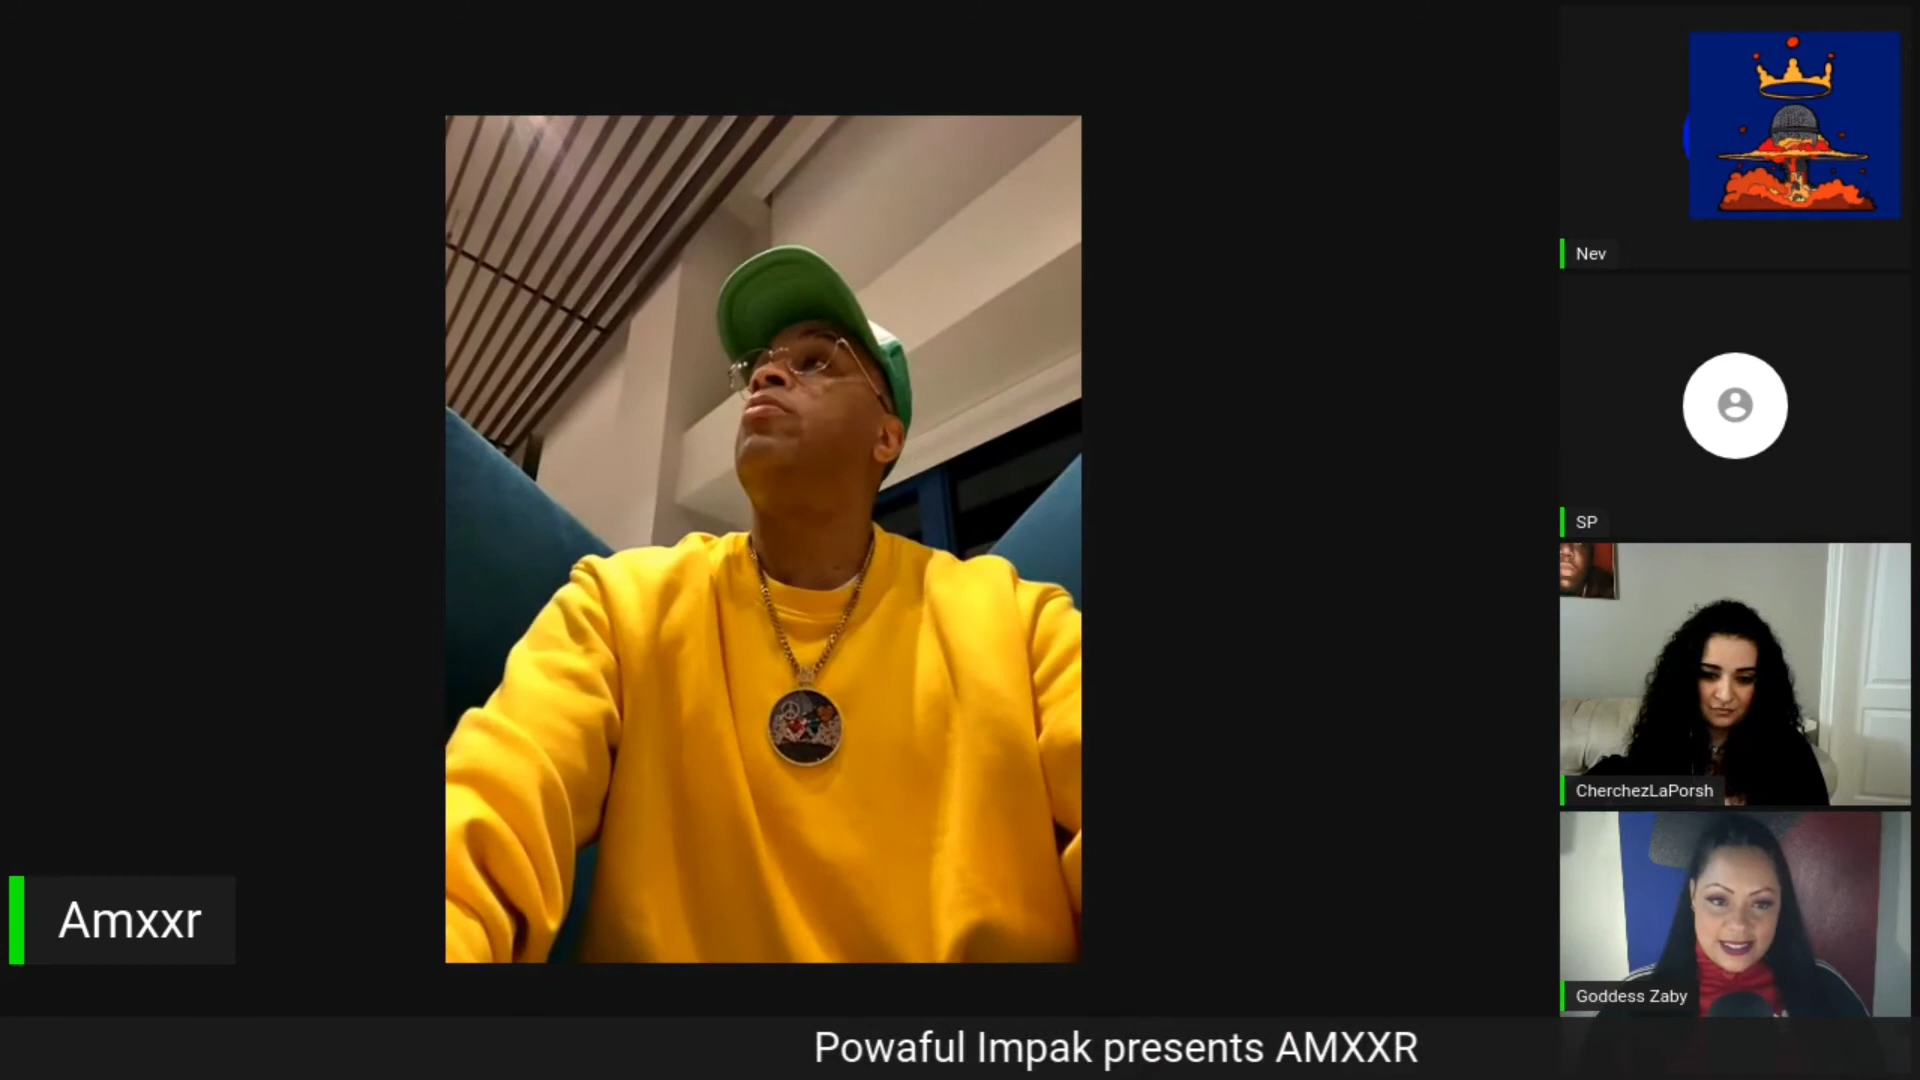 Nev
SP
CherchezLaPorsh
Goddess Zaby
Amxxr
Powaful Impak presents AMXXR